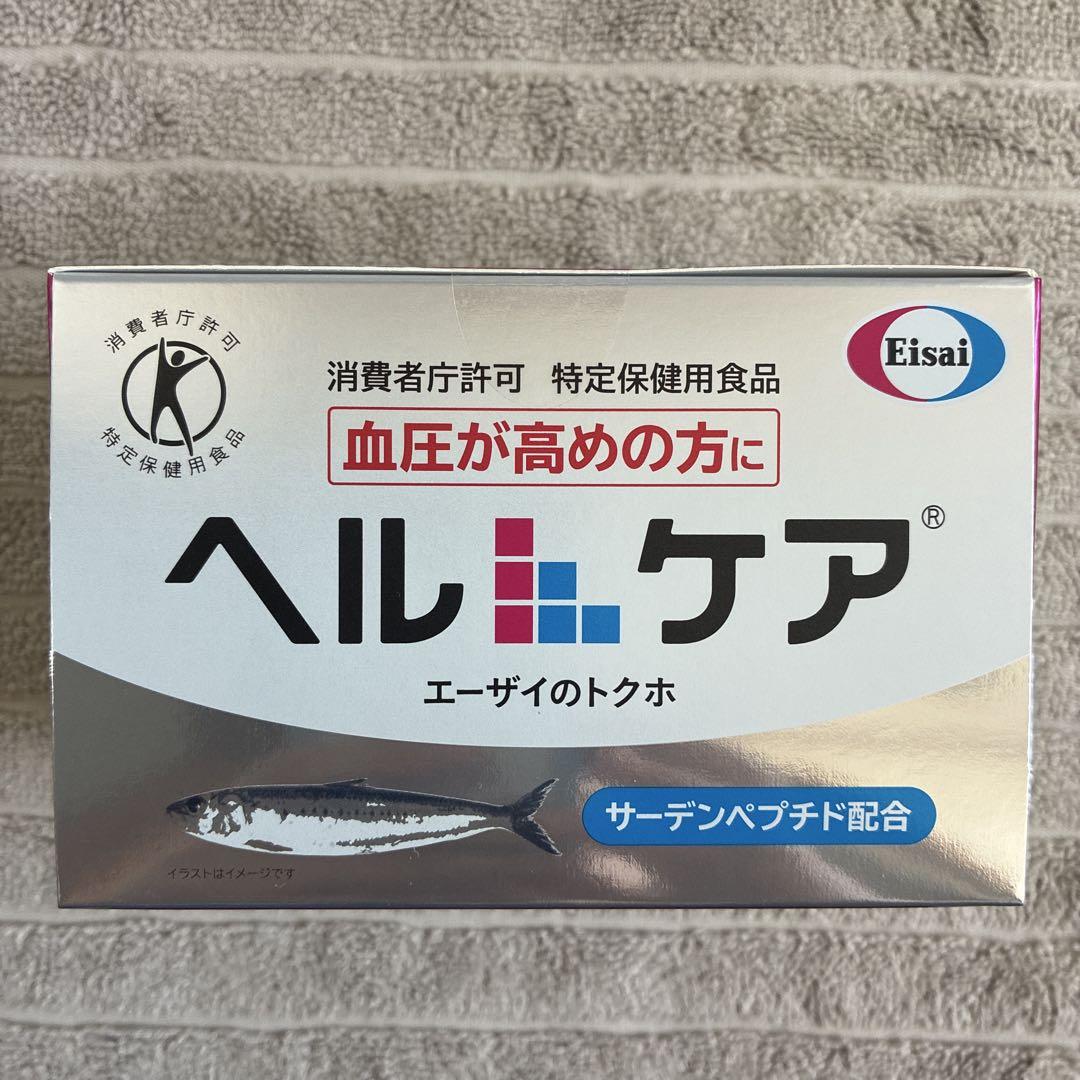 消費者庁許可
特定保健用食品
消費者庁許可 特定保健用食品
Eisai
血圧が高めの方に
ヘルケア®
エーザイのトクホ
サーデンペプチド配合
イラストはイメージです